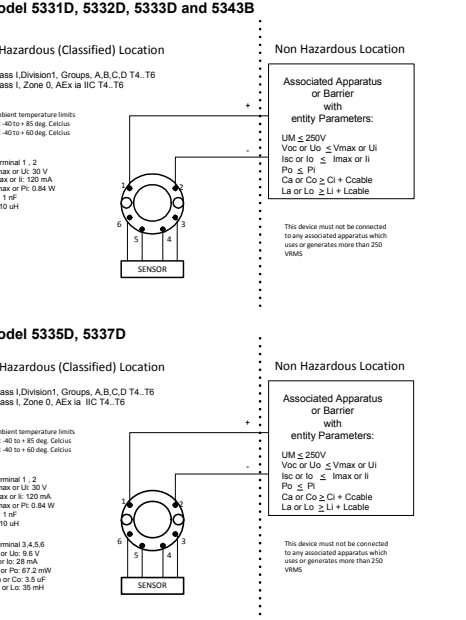 odel 5331D, 5332D, 5333D and 5343B
Hazardous (Classified) Location
Non Hazardous Location
ass I,Division1, Groups, A,B,C,D T4..T6
ass I, Zone 0, AEx ia IIC T4..T6
mbient temperature limits
: -40 to + 85 deg. Celcius
: -40 to + 60 deg. Celcius
rminal 1 , 2
max or Ui: 30 V
ax or Ii: 120 mA
max or Pi: 0.84 W
: 1 nF
10 uH
+
-
1
2
6
3
5
4
SENSOR
Associated Apparatus
or Barrier
with
entity Parameters:
UM ≤ 250V
Voc or Uo ≤ Vmax or Ui
Isc or Io ≤ Imax or Ii
Po ≤ Pi
Ca or Co ≥ Ci + Ccable
La or Lo ≥ Li + Lcable
This device must not be connected
to any associated apparatus which
uses or generates more than 250
VRMS
odel 5335D, 5337D
Hazardous (Classified) Location
Non Hazardous Location
ass I,Division1, Groups, A,B,C,D T4..T6
ass I, Zone 0, AEx ia IIC T4..T6
mbient temperature limits
: -40 to + 85 deg. Celcius
: -40 to + 60 deg. Celcius
rminal 1 , 2
max or Ui: 30 V
ax or Ii: 120 mA
max or Pi: 0.84 W
: 1 nF
10 uH
rminal 3,4,5,6
or Uo: 9.6 V
or Io: 28 mA
or Po: 67.2 mW
or Co: 3.5 uF
or Lo: 35 mH
+
-
1
2
6
3
5
4
SENSOR
Associated Apparatus
or Barrier
with
entity Parameters:
UM ≤ 250V
Voc or Uo ≤ Vmax or Ui
Isc or Io ≤ Imax or Ii
Po ≤ Pi
Ca or Co ≥ Ci + Ccable
La or Lo ≥ Li + Lcable
This device must not be connected
to any associated apparatus which
uses or generates more than 250
VRMS